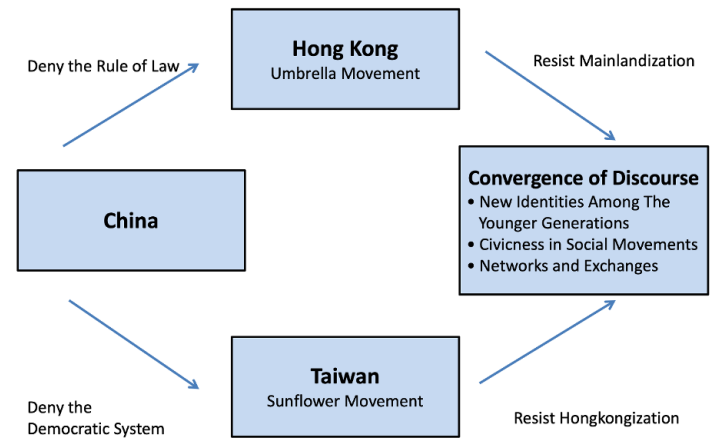 Hong Kong
Umbrella Movement
Deny the Rule of Law
Resist Mainlandization
China
Convergence of Discourse
• New Identities Among The
Younger Generations
• Civicness in Social Movements
• Networks and Exchanges
Taiwan
Sunflower Movement
Deny the
Democratic System
Resist Hongkongization